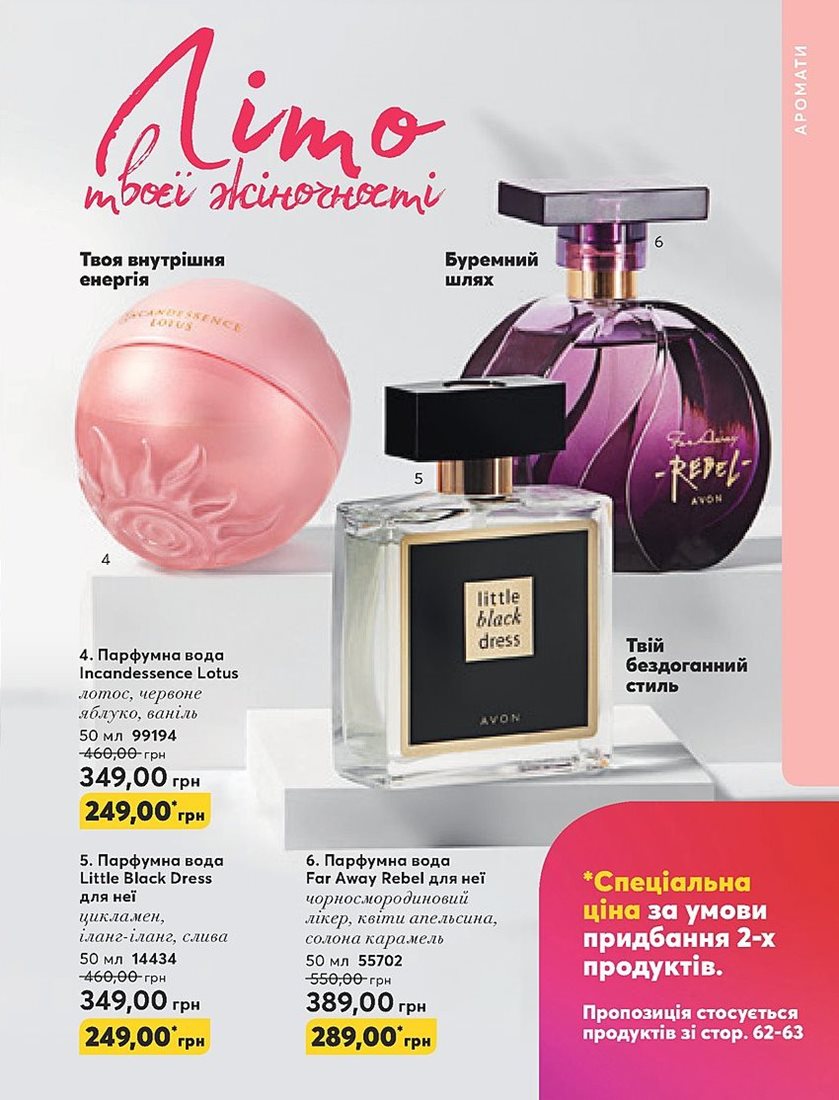 АРОМАТИ
Літо
твоєї жіночності
Твоя внутрішня
енергія
INCANDESSENCE
LOTUS
4
Буремний
шлях
6
Far Away
-REBEL-
AVON
5
little
black
dress
AVON
Твій
бездоганний
стиль
4. Парфумна вода
Incandessence Lotus
лотос, червоне
яблуко, ваніль
50 мл 99194
460,00 грн
349,00 грн
249,00* грн
5. Парфумна вода
Little Black Dress
для неї
цикламен,
іланг-іланг, слива
50 мл 14434
460,00 грн
349,00 грн
249,00* грн
6. Парфумна вода
Far Away Rebel для неї
чорносмородиновий
лікер, квіти апельсина,
солона карамель
50 мл 55702
550,00 грн
389,00 грн
289,00* грн
*Спеціальна
ціна за умови
придбання 2-х
продуктів.
Пропозиція стосується
продуктів зі стор. 62-63